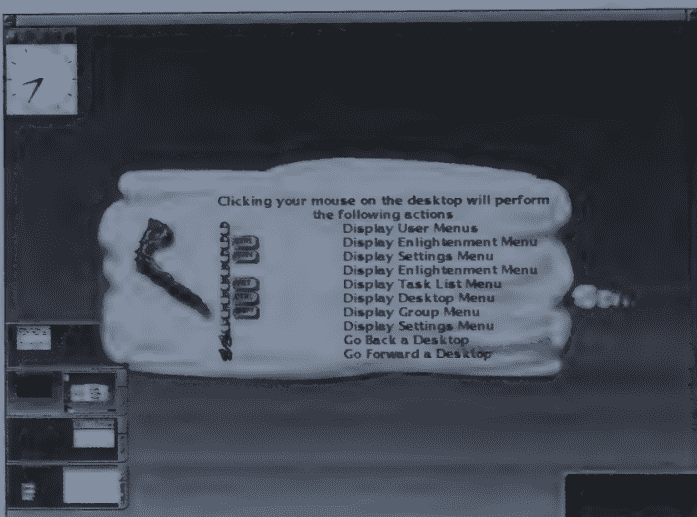 Clicking your mouse on the desktop will perform
the following actions
Display User Menus
Display Enlightenment Menu
Display Settings Menu
Display Enlightenment Menu
Display Task List Menu
Display Desktop Menu
Display Group Menu
Display Settings Menu
Go Back a Desktop
Go Forward a Desktop